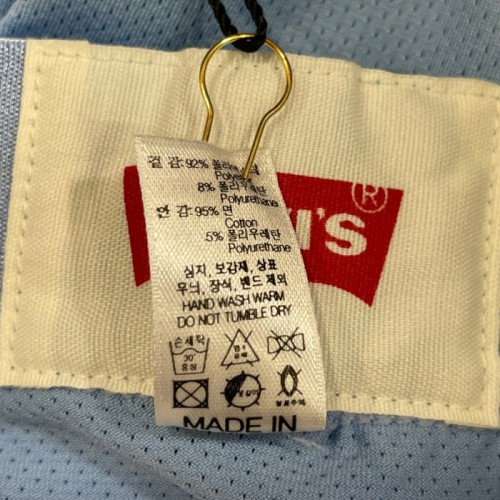 겉 감: 92% 폴리에스터
Polyester
8% 폴리우레탄
Polyurethane
안 감: 95% 면
Cotton
5% 폴리우레탄
Polyurethane
심지, 보강재, 상표
무늬, 장식, 밴드 제외
HAND WASH WARM
DO NOT TUMBLE DRY
손세탁
30°
중성
MADE IN
'S
®